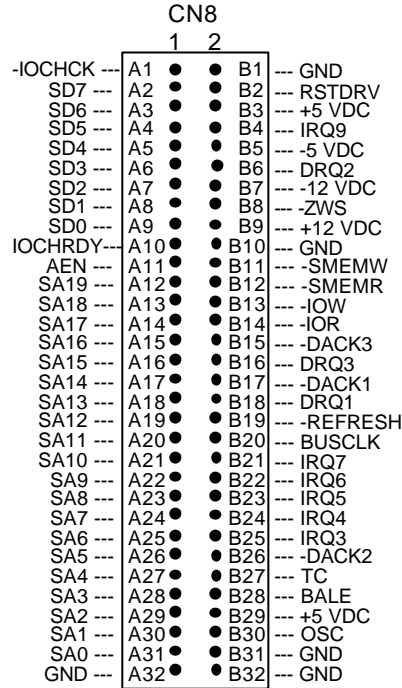 CN8
1 2
-IOCHCK --- A1 B1 --- GND
SD7 --- A2 B2 --- RSTDRV
SD6 --- A3 B3 --- +5 VDC
SD5 --- A4 B4 --- IRQ9
SD4 --- A5 B5 --- -5 VDC
SD3 --- A6 B6 --- DRQ2
SD2 --- A7 B7 --- -12 VDC
SD1 --- A8 B8 --- -ZWS
SD0 --- A9 B9 --- +12 VDC
IOCHRDY--- A10 B10 --- GND
AEN --- A11 B11 --- -SMEMW
SA19 --- A12 B12 --- -SMEMR
SA18 --- A13 B13 --- -IOW
SA17 --- A14 B14 --- -IOR
SA16 --- A15 B15 --- -DACK3
SA15 --- A16 B16 --- DRQ3
SA14 --- A17 B17 --- -DACK1
SA13 --- A18 B18 --- DRQ1
SA12 --- A19 B19 --- -REFRESH
SA11 --- A20 B20 --- BUSCLK
SA10 --- A21 B21 --- IRQ7
SA9 --- A22 B22 --- IRQ6
SA8 --- A23 B23 --- IRQ5
SA7 --- A24 B24 --- IRQ4
SA6 --- A25 B25 --- IRQ3
SA5 --- A26 B26 --- -DACK2
SA4 --- A27 B27 --- TC
SA3 --- A28 B28 --- BALE
SA2 --- A29 B29 --- +5 VDC
SA1 --- A30 B30 --- OSC
SA0 --- A31 B31 --- GND
GND --- A32 B32 --- GND